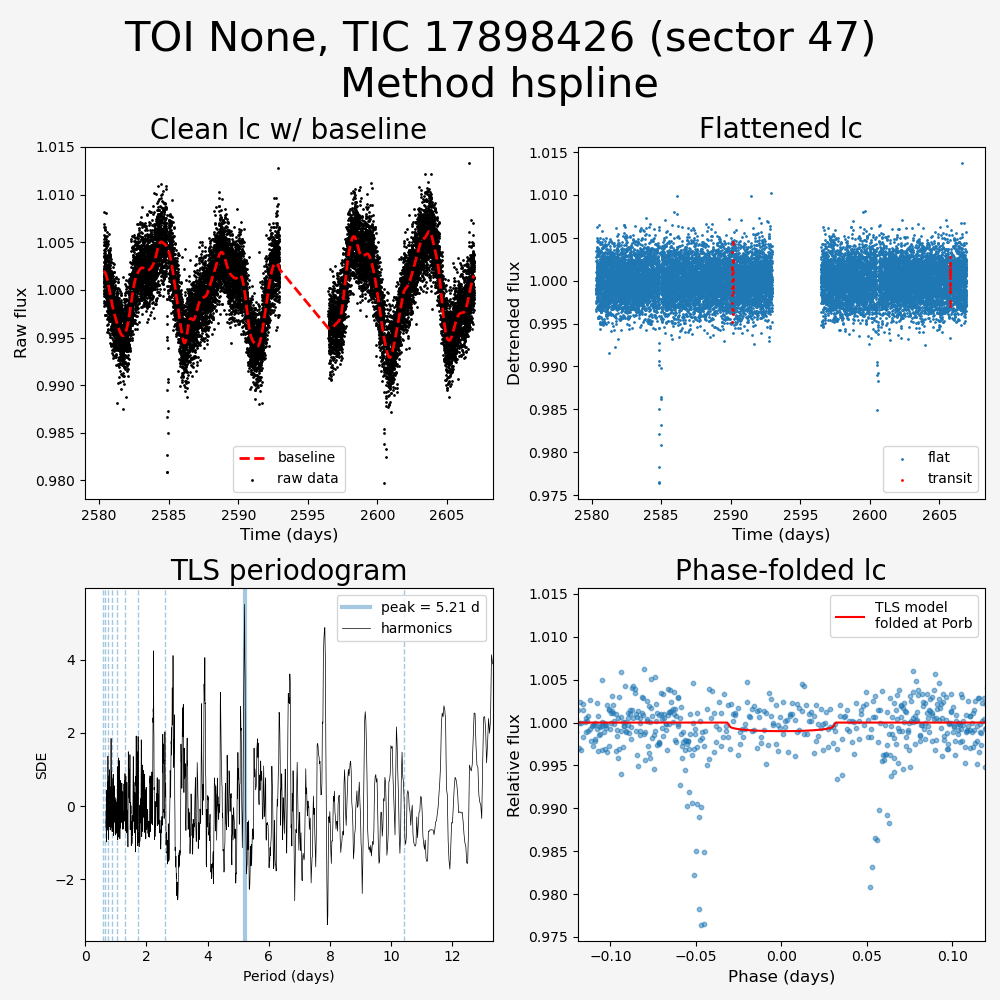 TOI None, TIC 17898426 (sector 47)
Method hspline
Clean lc w/ baseline
Raw flux
1.015
1.010
1.005
1.000
0.995
0.990
0.985
0.980
baseline
raw data
2580
2585
2590
2595
2600
2605
Time (days)
Flattened lc
Detrended flux
1.015
1.010
1.005
1.000
0.995
0.990
0.985
0.980
0.975
flat
transit
2580
2585
2590
2595
2600
2605
Time (days)
TLS periodogram
SDE
4
2
0
−2
peak = 5.21 d
harmonics
0
2
4
6
8
10
12
Period (days)
Phase-folded lc
Relative flux
1.015
1.010
1.005
1.000
0.995
0.990
0.985
0.980
0.975
TLS model
folded at Porb
−0.10
−0.05
0.00
0.05
0.10
Phase (days)